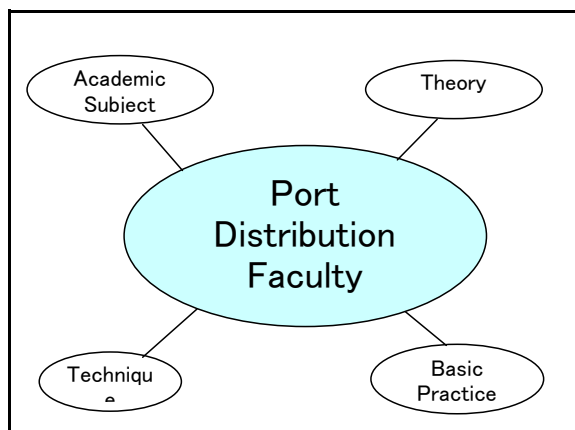 Academic
Subject
Theory
Port
Distribution
Faculty
Techniqu
e
Basic
Practice